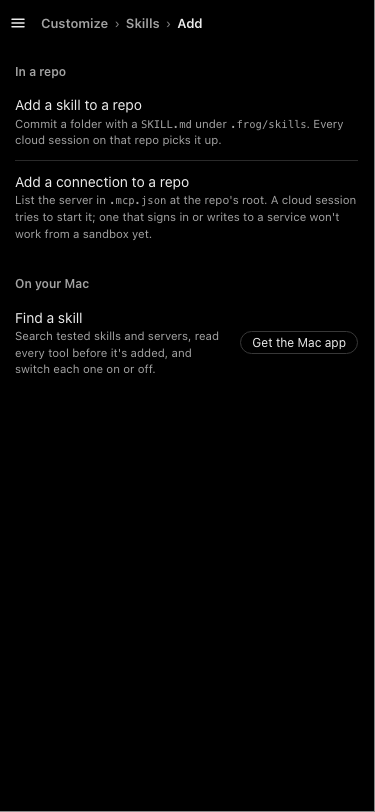 Customize › Skills › Add
In a repo
Add a skill to a repo
Commit a folder with a SKILL.md under .frog/skills. Every
cloud session on that repo picks it up.
Add a connection to a repo
List the server in .mcp.json at the repo's root. A cloud session
tries to start it; one that signs in or writes to a service won't
work from a sandbox yet.
On your Mac
Find a skill
Search tested skills and servers, read
every tool before it's added, and
switch each one on or off.
Get the Mac app